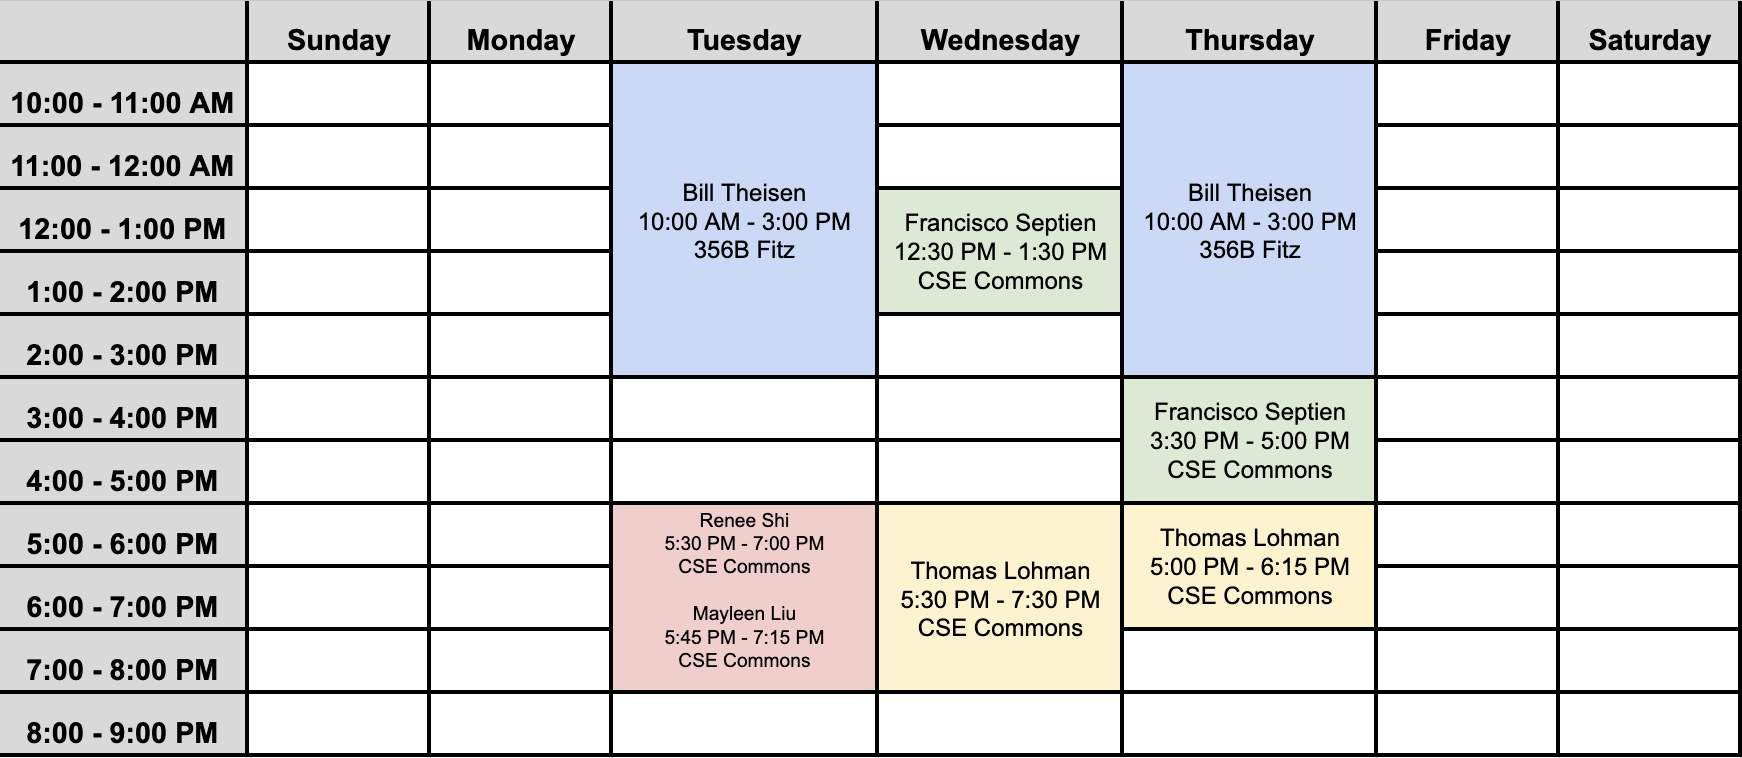 Sunday Monday Tuesday Wednesday Thursday Friday Saturday
10:00 - 11:00 AM
11:00 - 12:00 AM
12:00 - 1:00 PM
1:00 - 2:00 PM
2:00 - 3:00 PM
3:00 - 4:00 PM
4:00 - 5:00 PM
5:00 - 6:00 PM
6:00 - 7:00 PM
7:00 - 8:00 PM
8:00 - 9:00 PM
Bill Theisen
10:00 AM - 3:00 PM
356B Fitz
Renee Shi
5:30 PM - 7:00 PM
CSE Commons
Mayleen Liu
5:45 PM - 7:15 PM
CSE Commons
Francisco Septien
12:30 PM - 1:30 PM
CSE Commons
Thomas Lohman
5:30 PM - 7:30 PM
CSE Commons
Bill Theisen
10:00 AM - 3:00 PM
356B Fitz
Francisco Septien
3:30 PM - 5:00 PM
CSE Commons
Thomas Lohman
5:00 PM - 6:15 PM
CSE Commons